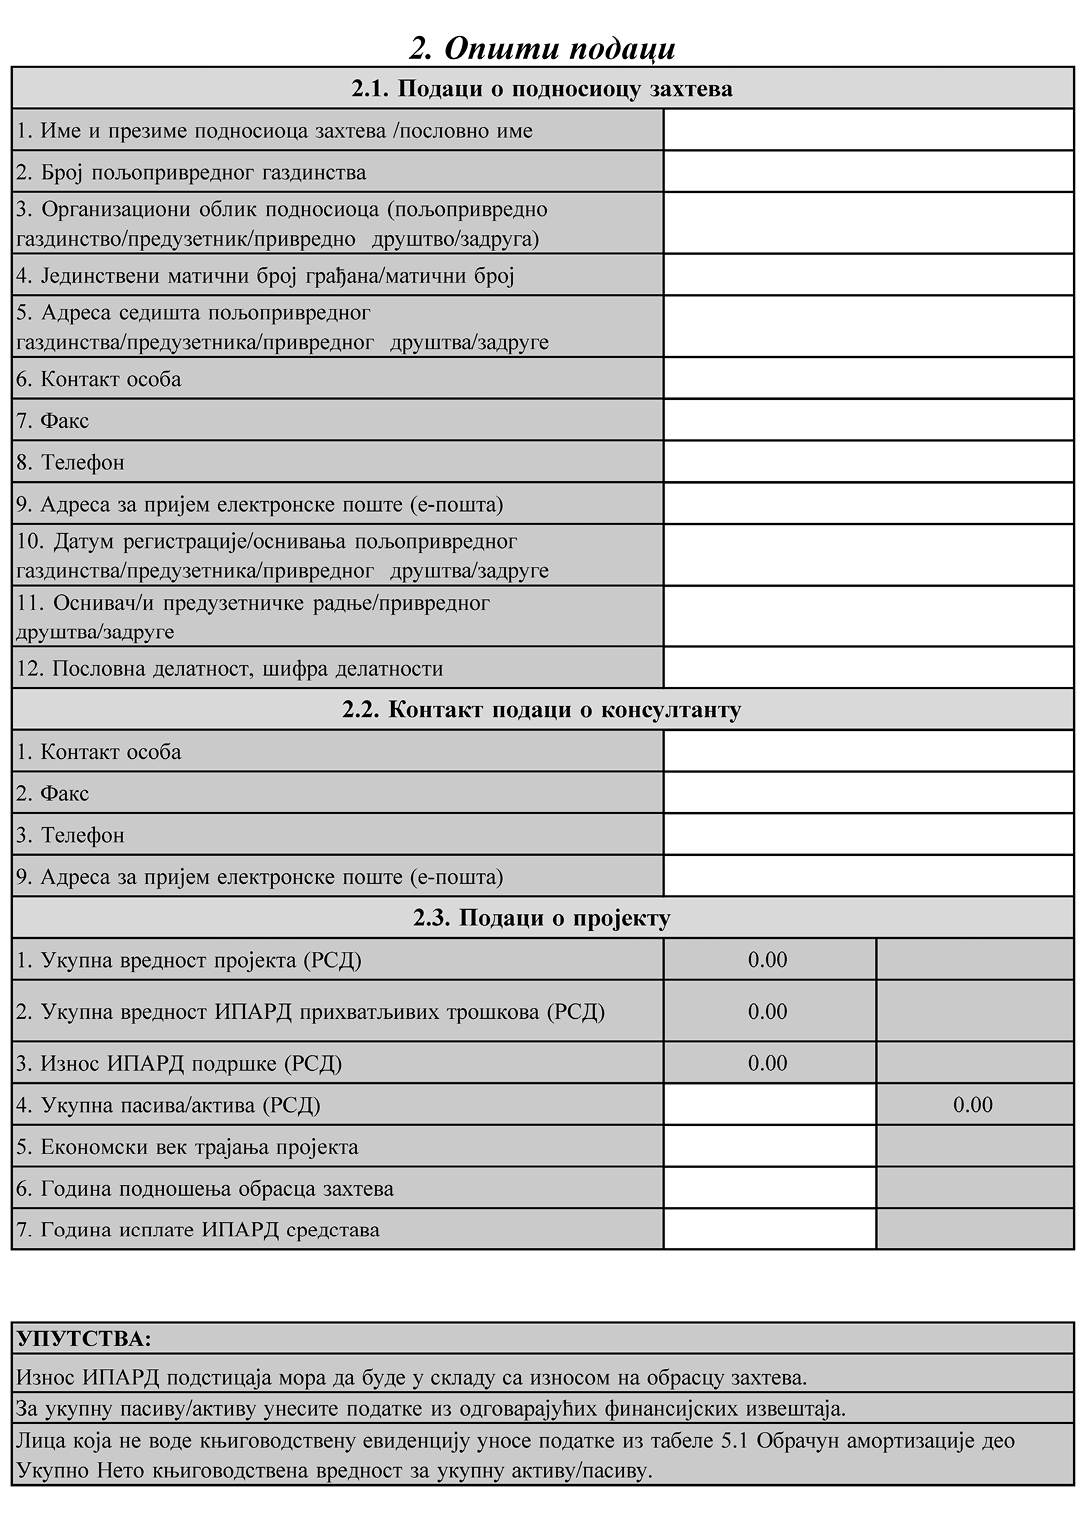 2. Општи подаци
2.1. Подаци о подносиоцу захтева
1. Име и презиме подносиоца захтева /пословно име
2. Број пољопривредног газдинства
3. Организациони облик подносиоца (пољопривредно
газдинство/предузетник/привредно друштво/задруга)
4. Јединствени матични број грађана/матични број
5. Адреса седишта пољопривредног
газдинства/предузетника/привредног друштва/задруге
6. Контакт особа
7. Факс
8. Телефон
9. Адреса за пријем електронске поште (е-пошта)
10. Датум регистрације/оснивања пољопривредног
газдинства/предузетника/привредног друштва/задруге
11. Оснивач/и предузетничке радње/привредног
друштва/задруге
12. Пословна делатност, шифра делатности
2.2. Контакт подаци о консултанту
1. Контакт особа
2. Факс
3. Телефон
9. Адреса за пријем електронске поште (е-пошта)
2.3. Подаци о пројекту
1. Укупна вредност пројекта (РСД) 0.00
2. Укупна вредност ИПАРД прихватљивих трошкова (РСД) 0.00
3. Износ ИПАРД подршке (РСД) 0.00
4. Укупна пасива/актива (РСД) 0.00
5. Економски век трајања пројекта
6. Година подношења обрасца захтева
7. Година исплате ИПАРД средстава
УПУТСТВА:
Износ ИПАРД подстицаја мора да буде у складу са износом на обрасцу захтева.
За укупну пасиву/активу унесите податке из одговарајућих финансијских извештаја.
Лица која не воде књиговодствену евиденцију уносе податке из табеле 5.1 Обрачун амортизације део
Укупно Нето књиговодствена вредност за укупну активу/пасиву.